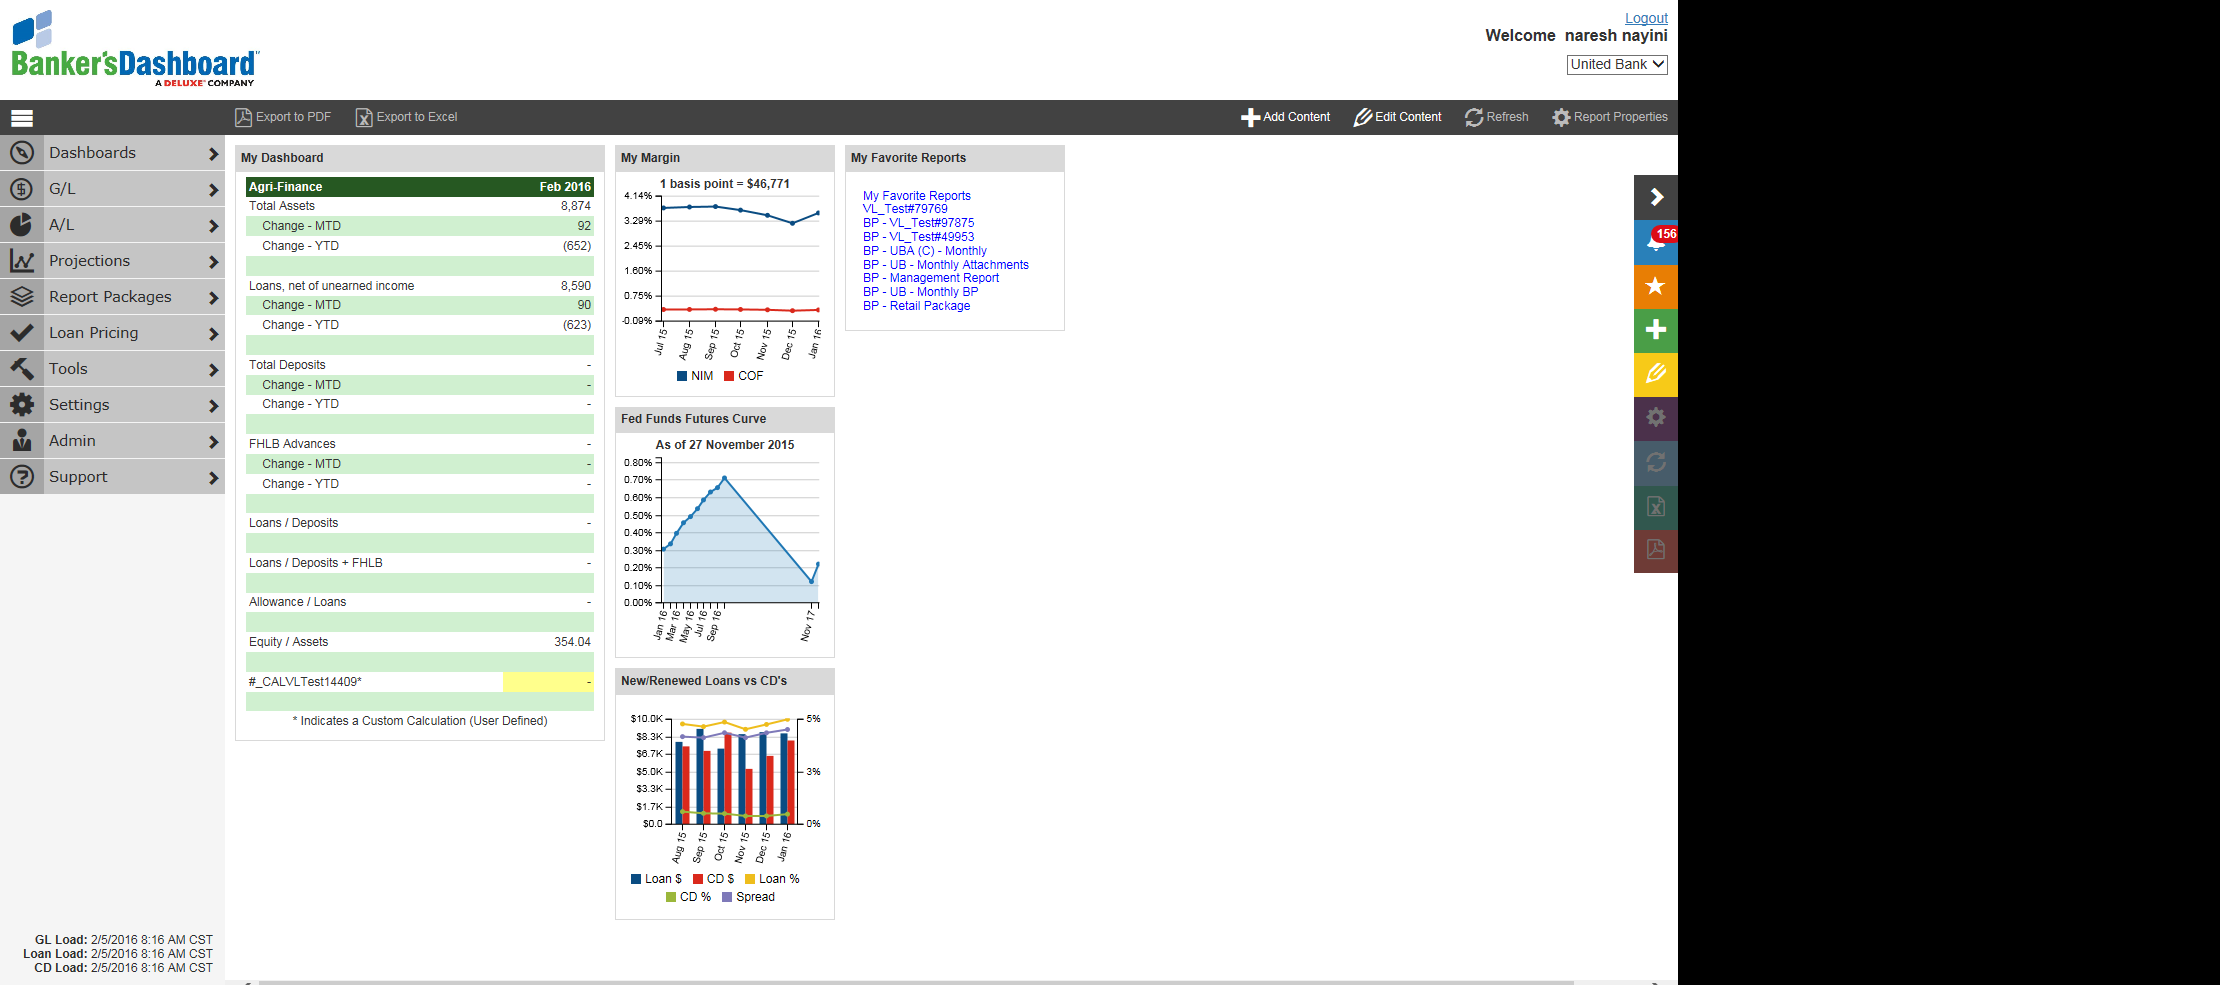 Logout
Welcome naresh nayini
United Bank
Banker'sDashboard
A DELUXE COMPANY
Export to PDF
Export to Excel
Add Content
Edit Content
Refresh
Report Properties
Dashboards
G/L
A/L
Projections
Report Packages
Loan Pricing
Tools
Settings
Admin
Support
GL Load: 2/5/2016 8:16 AM CST
Loan Load: 2/5/2016 8:16 AM CST
CD Load: 2/5/2016 8:16 AM CST
My Dashboard
Agri-Finance Feb 2016
Total Assets 8,874
Change - MTD 92
Change - YTD (652)
Loans, net of unearned income 8,590
Change - MTD 90
Change - YTD (623)
Total Deposits -
Change - MTD -
Change - YTD -
FHLB Advances -
Change - MTD -
Change - YTD -
Loans / Deposits -
Loans / Deposits + FHLB -
Allowance / Loans -
Equity / Assets 354.04
#_CALVLTest14409* -
* Indicates a Custom Calculation (User Defined)
My Margin
1 basis point = $46,771
4.14%
3.29%
2.45%
1.60%
0.75%
-0.09%
Jul 15 Aug 15 Sep 15 Oct 15 Nov 15 Dec 15 Jan 16
NIM COF
Fed Funds Futures Curve
As of 27 November 2015
0.80%
0.70%
0.60%
0.50%
0.40%
0.30%
0.20%
0.10%
0.00%
Jan 16 Mar 16 May 16 Jul 16 Sep 16 Nov 17
New/Renewed Loans vs CD's
$10.0K 5%
$8.3K
$6.7K
$5.0K 3%
$3.3K
$1.7K
$0.0 0%
Aug 15 Sep 15 Oct 15 Nov 15 Dec 15 Jan 16
Loan $ CD $ Loan %
CD % Spread
My Favorite Reports
My Favorite Reports
VL_Test#79769
BP - VL_Test#97875
BP - VL_Test#49953
BP - UBA (C) - Monthly
BP - UB - Monthly Attachments
BP - Management Report
BP - UB - Monthly BP
BP - Retail Package
156